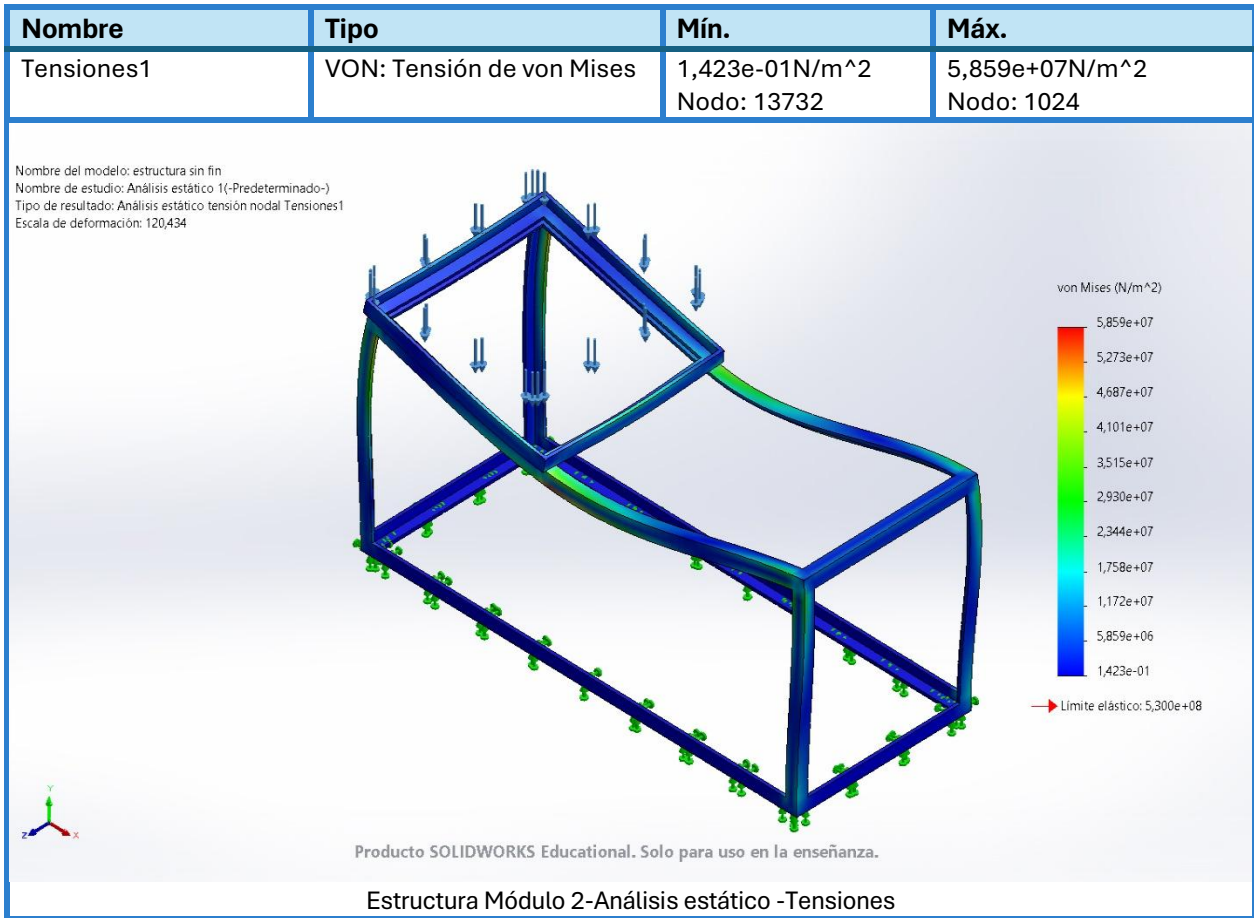 Nombre Tipo Mín. Máx.
Tensiones1 VON: Tensión de von Mises 1,423e-01N/m^2 5,859e+07N/m^2
Nodo: 13732 Nodo: 1024
Nombre del modelo: estructura sin fin
Nombre de estudio: Análisis estático 1(-Predeterminado-)
Tipo de resultado: Análisis estático tensión nodal Tensiones1
Escala de deformación: 120,434
von Mises (N/m^2)
5,859e+07
5,273e+07
4,687e+07
4,101e+07
3,515e+07
2,930e+07
2,344e+07
1,758e+07
1,172e+07
5,859e+06
1,423e-01
Límite elástico: 5,300e+08
Y
Z X
Producto SOLIDWORKS Educational. Solo para uso en la enseñanza.
Estructura Módulo 2-Análisis estático -Tensiones